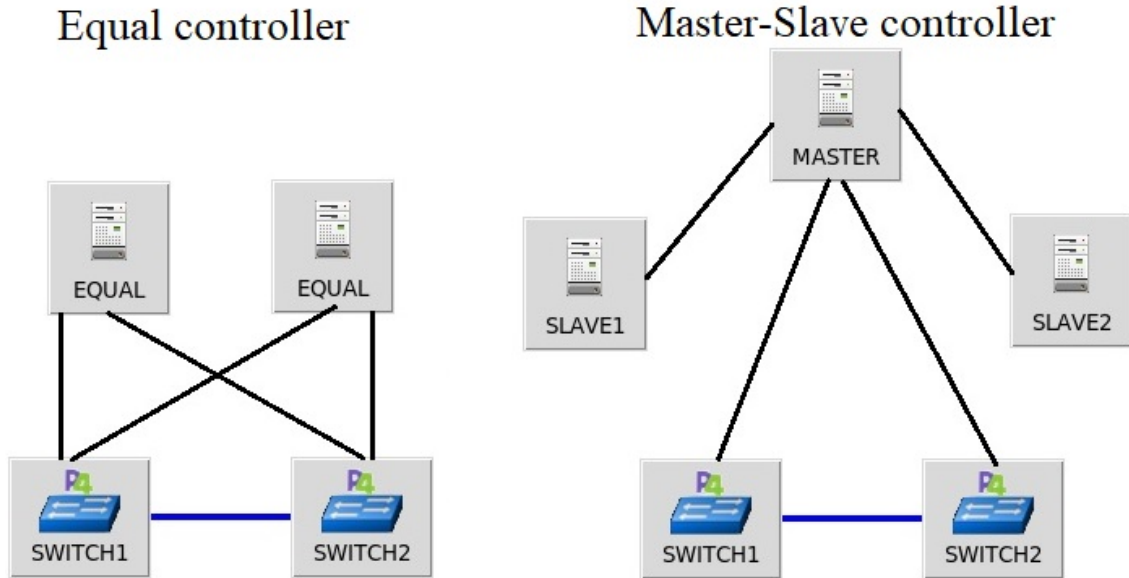 Equal controller
Master-Slave controller
EQUAL
EQUAL
MASTER
SLAVE1
SLAVE2
P4
SWITCH1
P4
SWITCH2
P4
SWITCH1
P4
SWITCH2